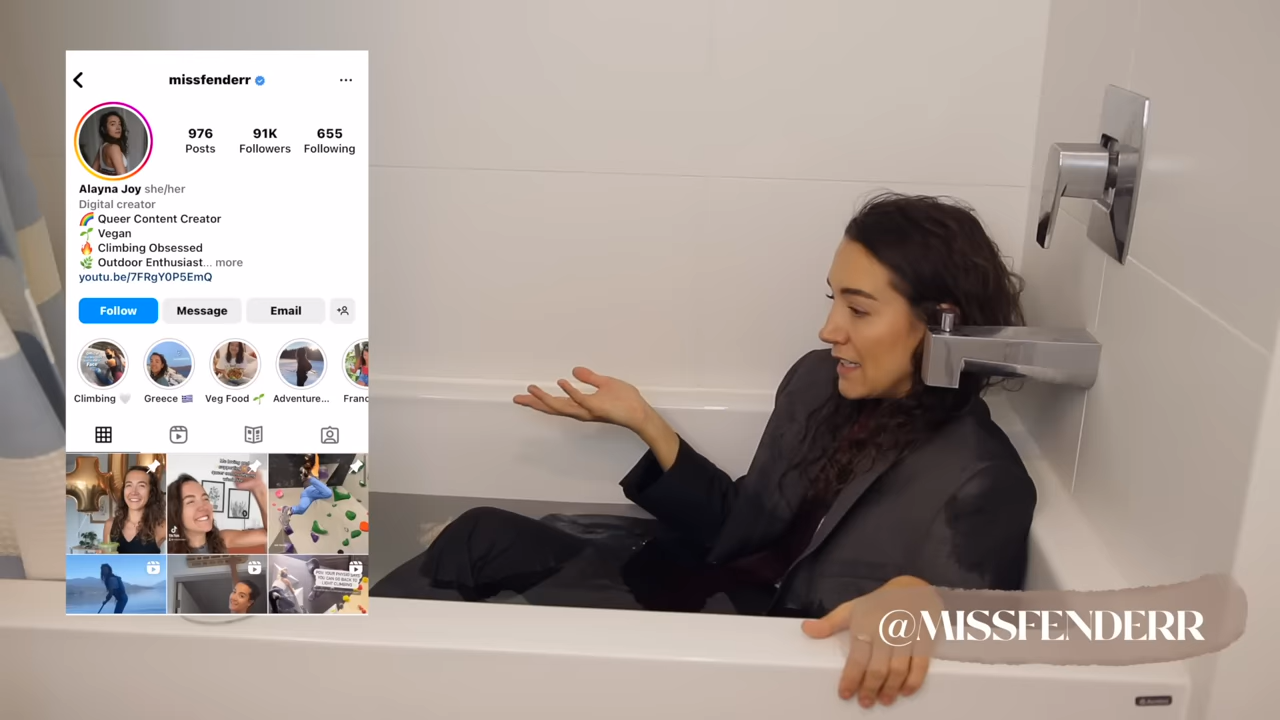 missfenderr
976 91K 655
Posts Followers Following
Alayna Joy she/her
Digital creator
🌈 Queer Content Creator
🌱 Vegan
🔥 Climbing Obsessed
🌿 Outdoor Enthusiast... more
youtu.be/7FRgY0P5EmQ
Follow Message Email
Climbing 🤍 Greece 🇬🇷 Veg Food 🌱 Adventure... Franc
@MISSFENDERR